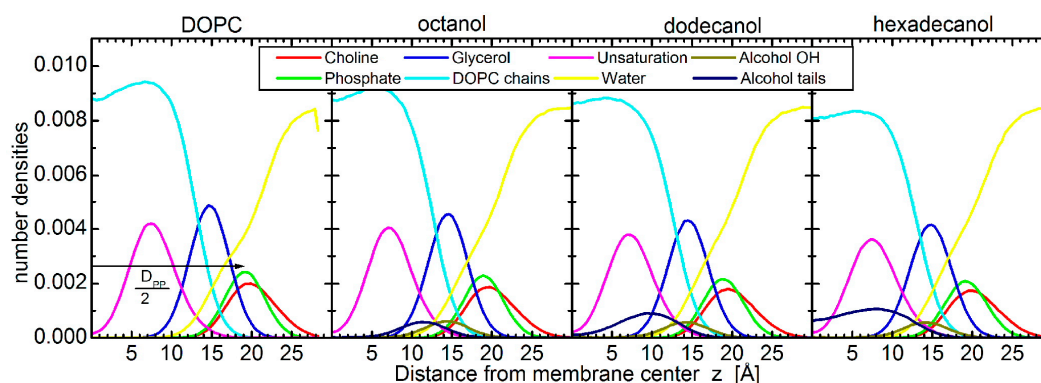 DOPC octanol dodecanol hexadecanol
Choline Glycerol Unsaturation Alcohol OH
Phosphate DOPC chains Water Alcohol tails
number densities
0.010
0.008
0.006
0.004
0.002
0.000
D_PP
2
5 10 15 20 25 5 10 15 20 25 5 10 15 20 25 5 10 15 20 25
Distance from membrane center z [Å]